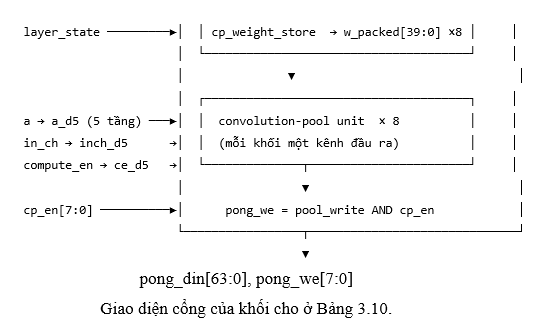 layer_state → cp_weight_store → w_packed[39:0] ×8
a → a_d5 (5 tầng) → convolution-pool unit × 8
in_ch → inch_d5 → (mỗi khối một kênh đầu ra)
compute_en → ce_d5 →
cp_en[7:0] → pong_we = pool_write AND cp_en
pong_din[63:0], pong_we[7:0]
Giao diện cổng của khối cho ở Bảng 3.10.